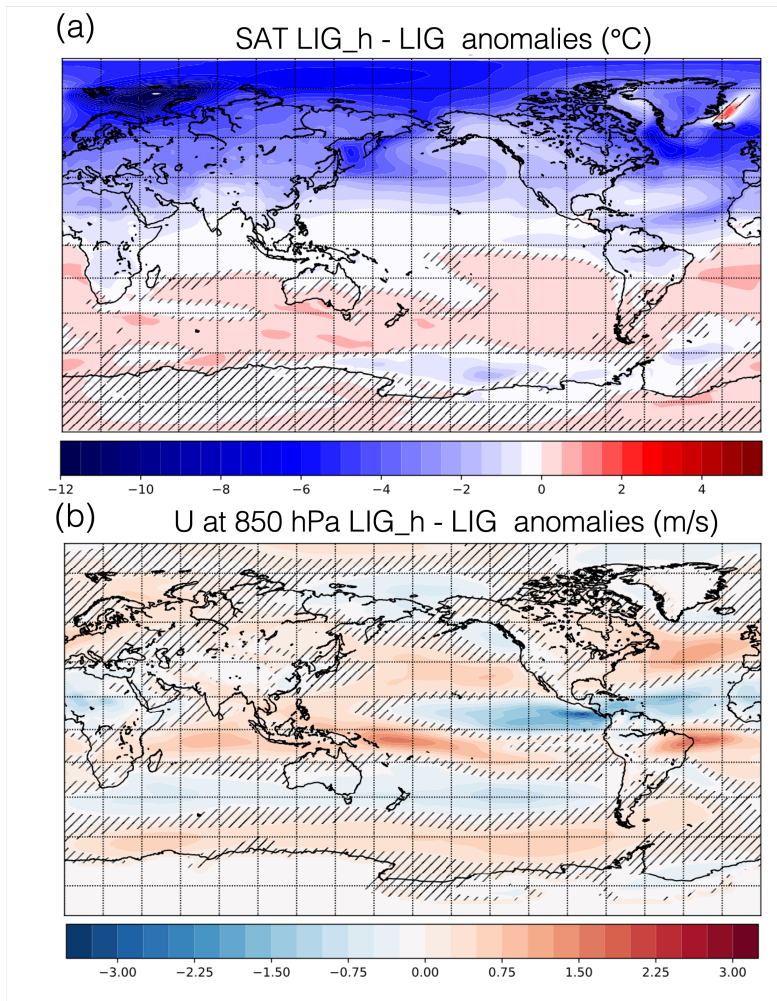 (a)
SAT LIG_h - LIG anomalies (°C)
−12 −10 −8 −6 −4 −2 0 2 4
(b)
U at 850 hPa LIG_h - LIG anomalies (m/s)
−3.00 −2.25 −1.50 −0.75 0.00 0.75 1.50 2.25 3.00